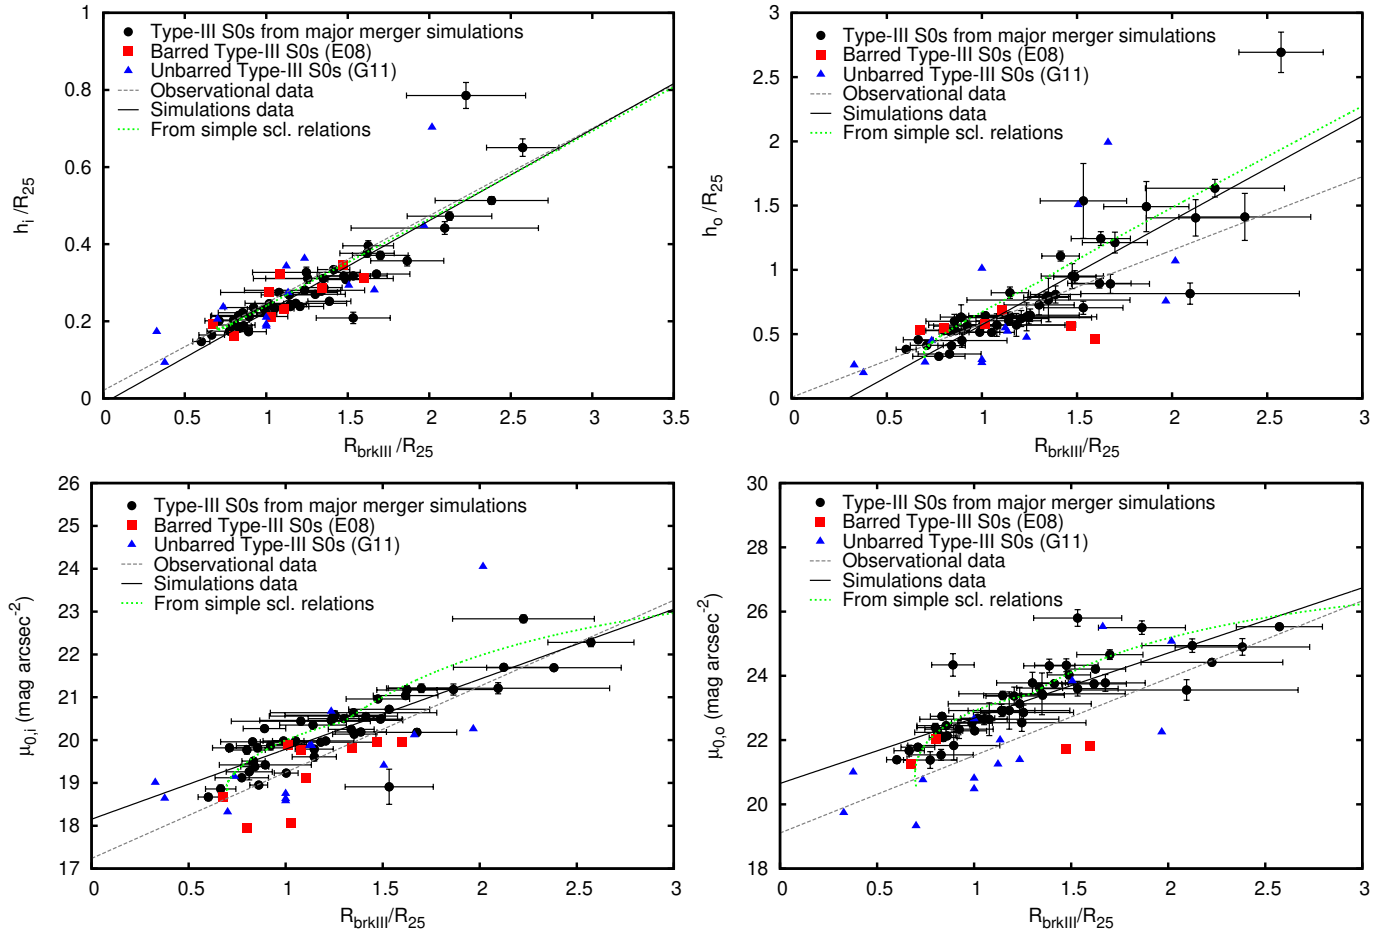 1
0.8
0.6
0.4
0.2
0
h_i /R_25
Type-III S0s from major merger simulations
Barred Type-III S0s (E08)
Unbarred Type-III S0s (G11)
Observational data
Simulations data
From simple scl. relations
0 0.5 1 1.5 2 2.5 3 3.5
R_brkIII /R_25
3
2.5
2
1.5
1
0.5
0
h_o /R_25
Type-III S0s from major merger simulations
Barred Type-III S0s (E08)
Unbarred Type-III S0s (G11)
Observational data
Simulations data
From simple scl. relations
0 0.5 1 1.5 2 2.5 3
R_brkIII/R_25
26
25
24
23
22
21
20
19
18
17
μ_0,i (mag arcsec^-2)
Type-III S0s from major merger simulations
Barred Type-III S0s (E08)
Unbarred Type-III S0s (G11)
Observational data
Simulations data
From simple scl. relations
0 0.5 1 1.5 2 2.5 3
R_brkIII/R_25
30
28
26
24
22
20
18
μ_0,o (mag arcsec^-2)
Type-III S0s from major merger simulations
Barred Type-III S0s (E08)
Unbarred Type-III S0s (G11)
Observational data
Simulations data
From simple scl. relations
0 0.5 1 1.5 2 2.5 3
R_brkIII/R_25